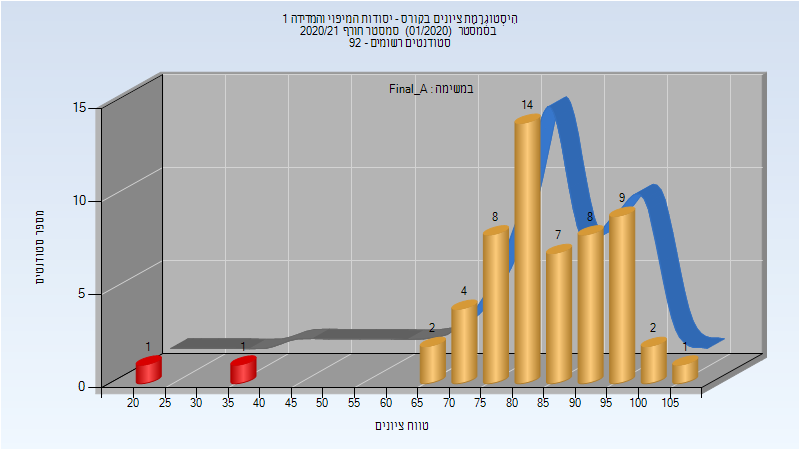 היסטוגרמת ציונים בקורס - יסודות המיפוי והמדידה 1
בסמסטר (01/2020) סמסטר חורף 2020/21
סטודנטים רשומים - 92
במשימה : Final_A
מספר סטודנטים
15
10
5
0
1
1
2
4
8
14
7
8
9
2
1
20 25 30 35 40 45 50 55 60 65 70 75 80 85 90 95 100 105
טווח ציונים